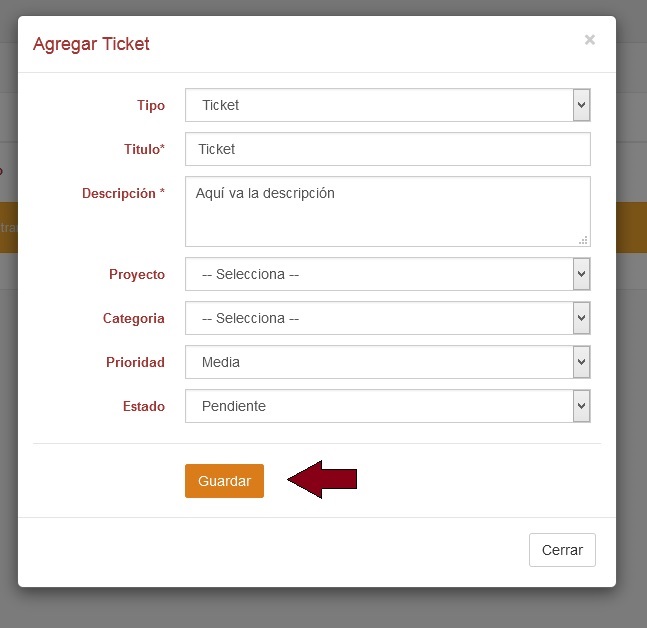 Agregar Ticket ×
Tipo Ticket
Titulo* Ticket
Descripción * Aquí va la descripción
Proyecto -- Selecciona --
Categoria -- Selecciona --
Prioridad Media
Estado Pendiente
Guardar
Cerrar